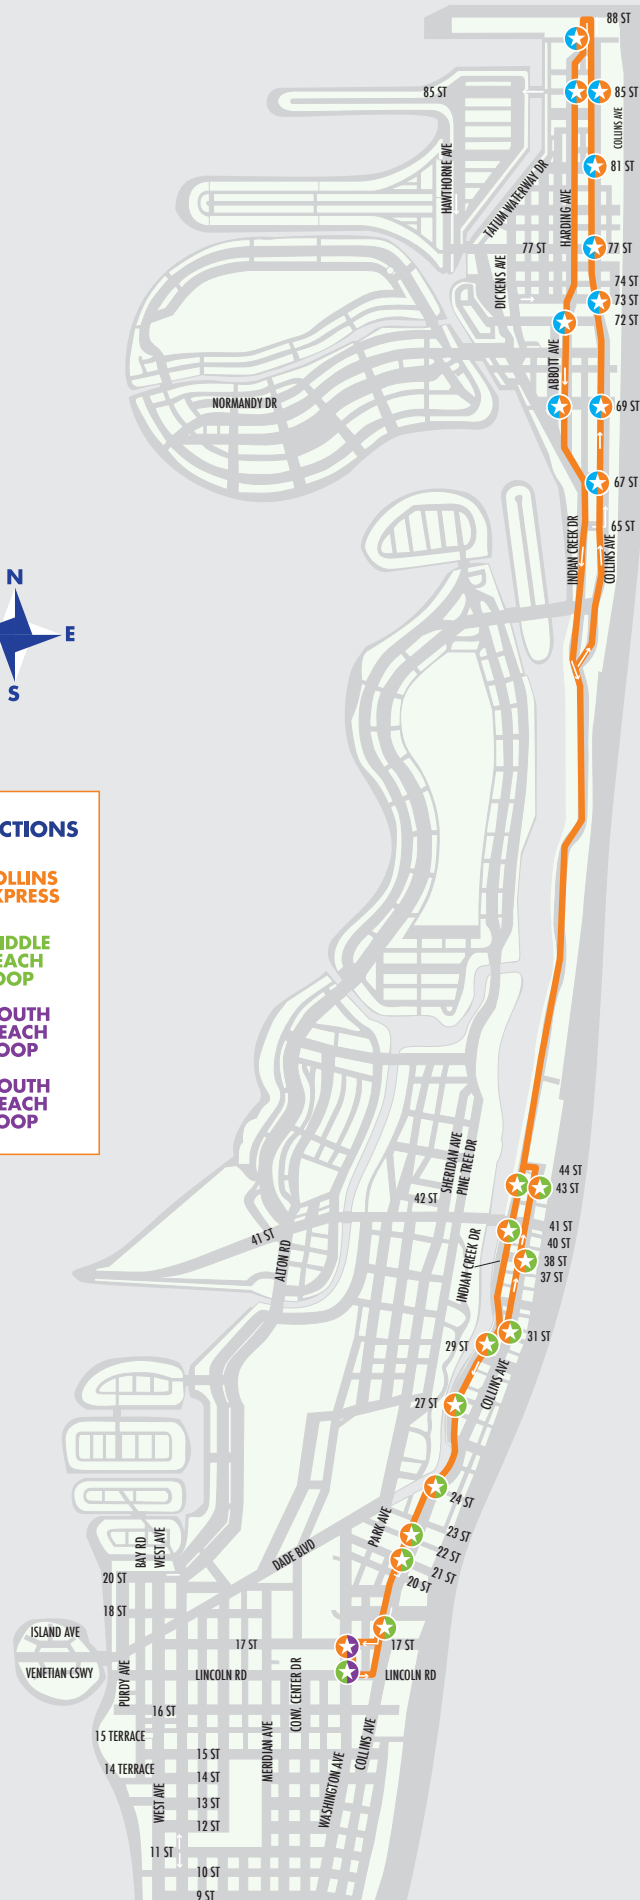 88 ST
85 ST
85 ST
COLLINS AVE
HAWTHORNE AVE
81 ST
TATUM WATERWAY DR
HARDING AVE
77 ST
77 ST
DICKENS AVE
74 ST
73 ST
72 ST
ABBOTT AVE
NORMANDY DR
69 ST
67 ST
65 ST
INDIAN CREEK DR
COLLINS AVE
N
E
S
CTIONS
OLLINS
XPRESS
IDDLE
EACH
OOP
OUTH
EACH
OOP
OUTH
EACH
OOP
SHERIDAN AVE
PINE TREE DR
44 ST
43 ST
42 ST
41 ST
41 ST
40 ST
38 ST
37 ST
ALTON RD
INDIAN CREEK DR
31 ST
29 ST
COLLINS AVE
27 ST
24 ST
PARK AVE
23 ST
22 ST
21 ST
20 ST
DADE BLVD
BAY RD
WEST AVE
20 ST
18 ST
ISLAND AVE
17 ST
17 ST
VENETIAN CSWY
PURDY AVE
LINCOLN RD
LINCOLN RD
CONV. CENTER DR
16 ST
15 TERRACE
MERIDIAN AVE
COLLINS AVE
15 ST
14 TERRACE
14 ST
WASHINGTON AVE
WEST AVE
13 ST
12 ST
11 ST
10 ST
9 ST